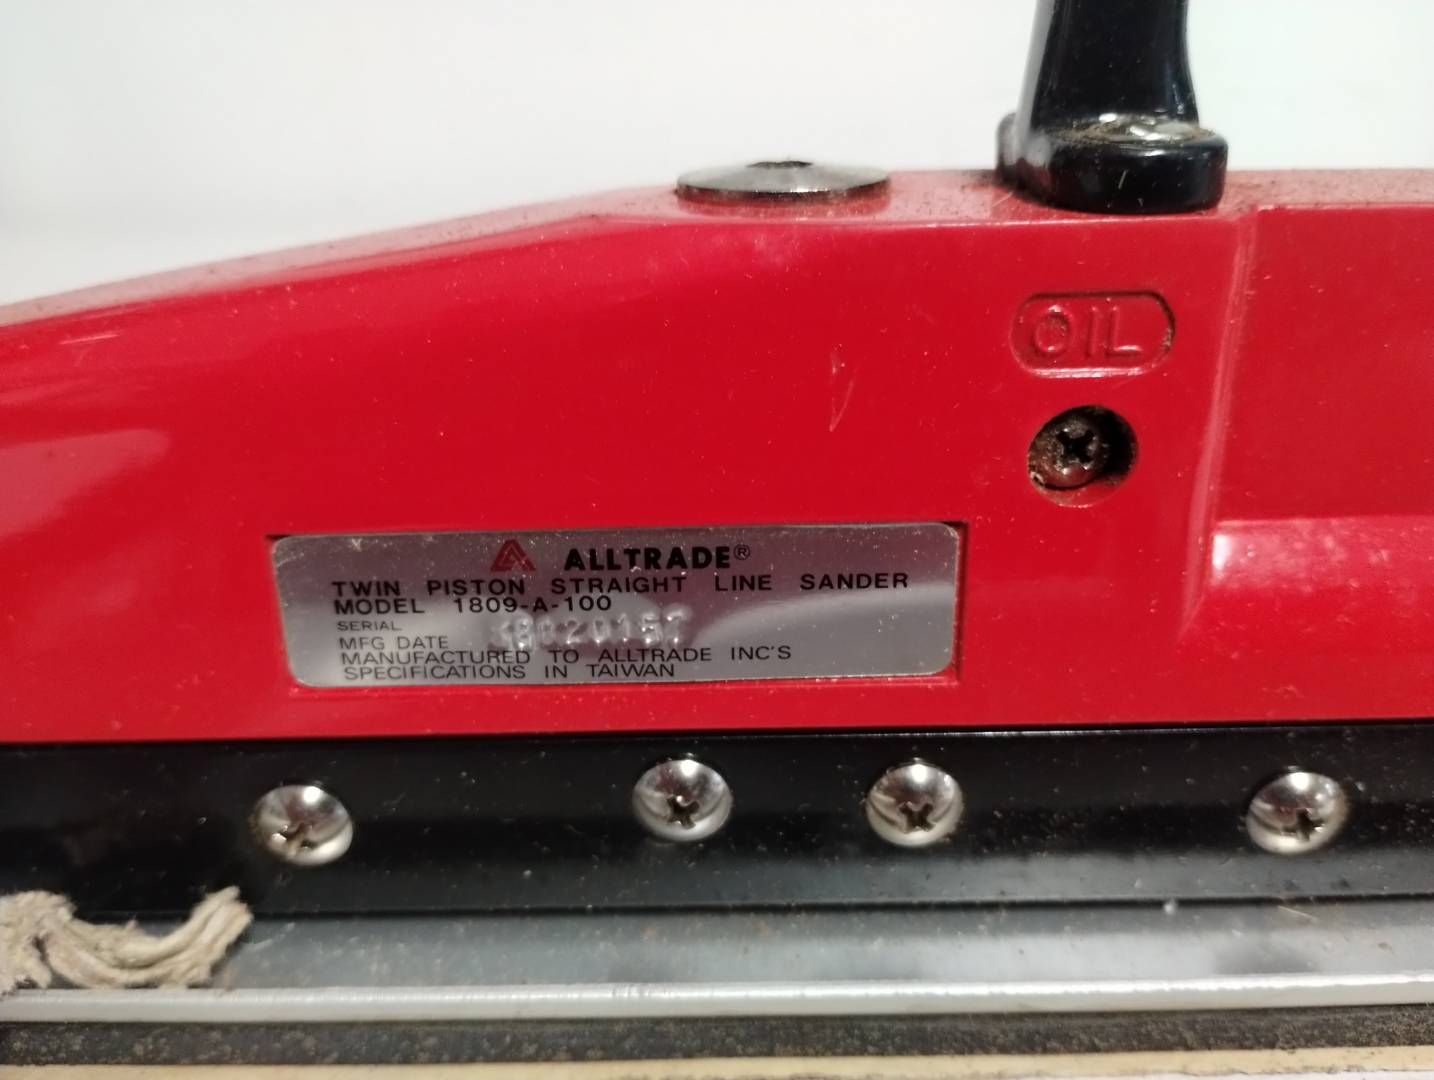 OIL
ALLTRADE®
TWIN PISTON STRAIGHT LINE SANDER
MODEL 1809-A-100
SERIAL
MFG DATE
MANUFACTURED TO ALLTRADE INC'S
SPECIFICATIONS IN TAIWAN